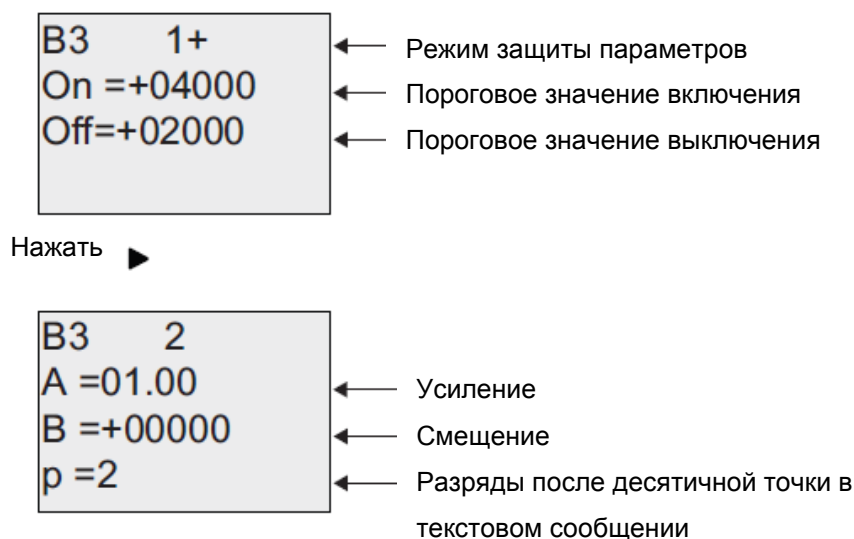 B3 1+
Режим защиты параметров
On =+04000
Пороговое значение включения
Off=+02000
Пороговое значение выключения
Нажать
B3 2
A =01.00
Усиление
B =+00000
Смещение
p =2
Разряды после десятичной точки в
текстовом сообщении